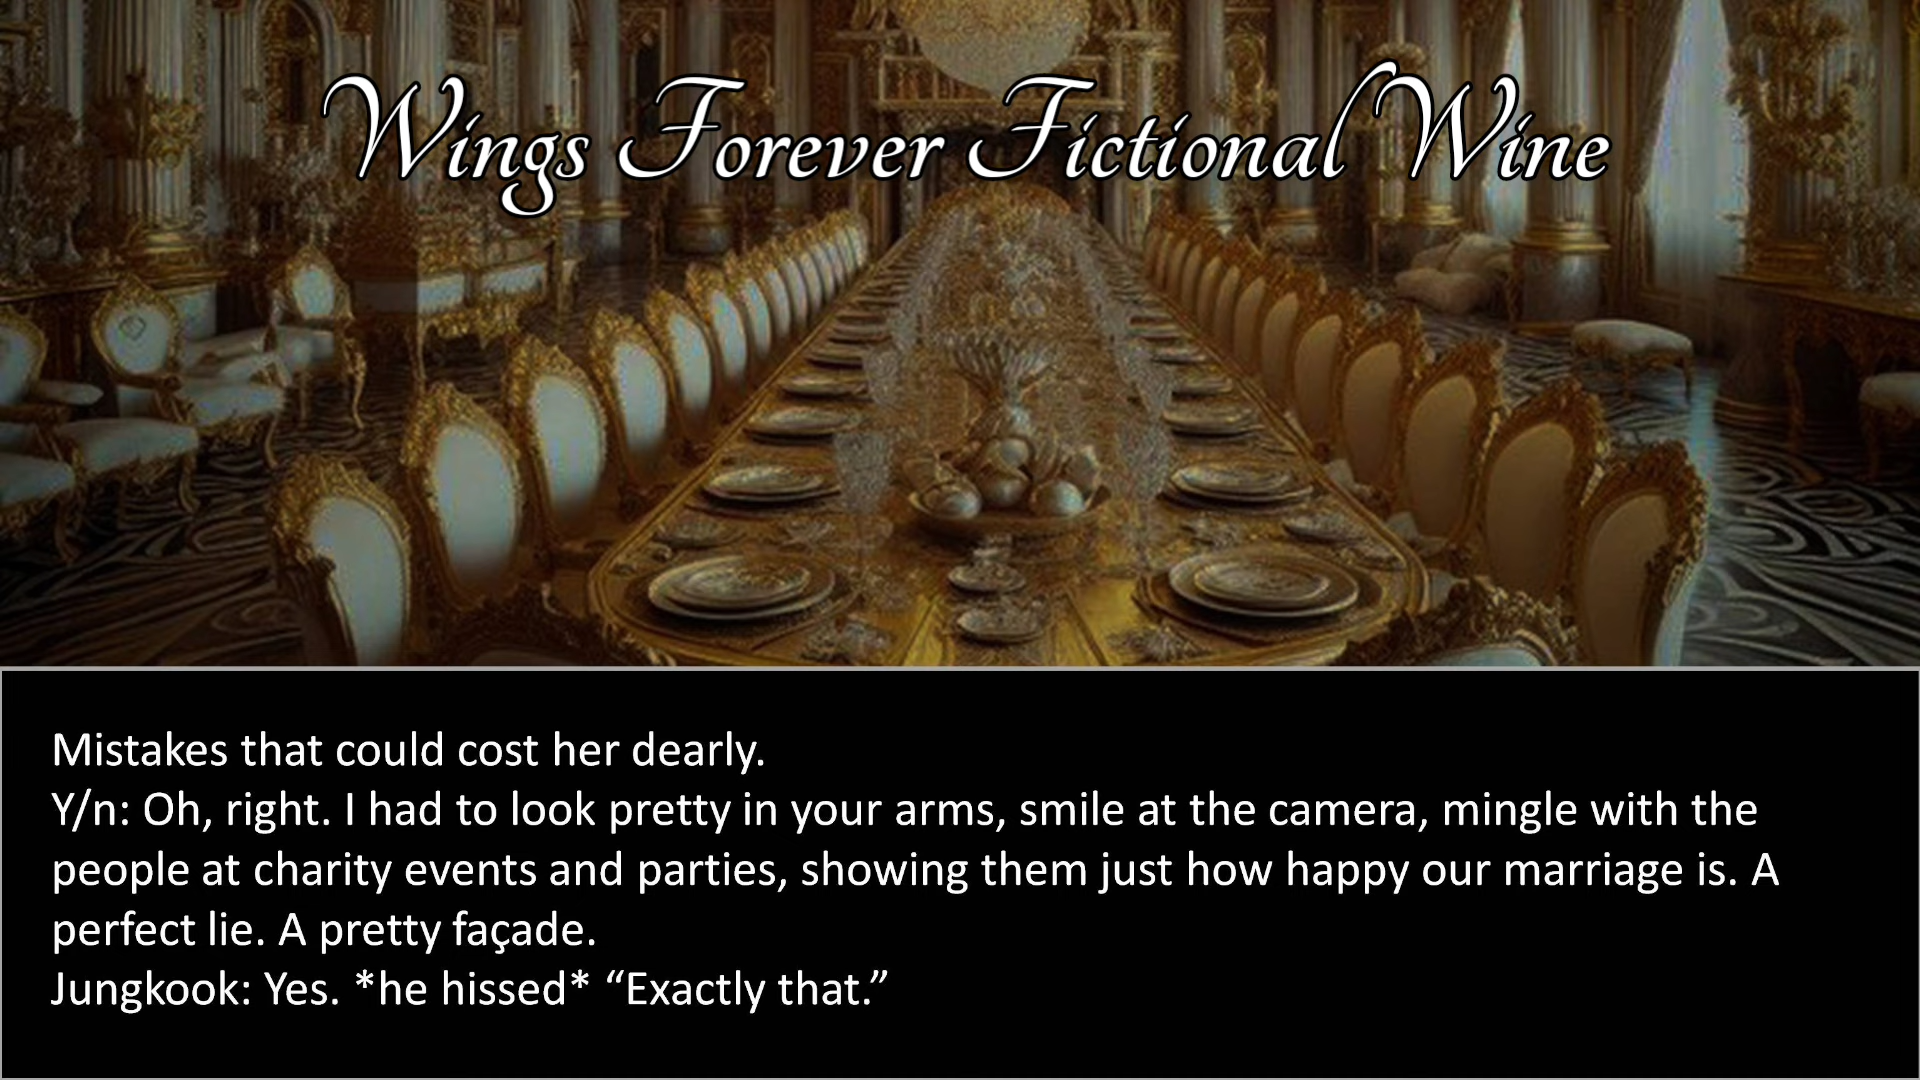 Wings Forever Fictional Wine
Mistakes that could cost her dearly.
Y/n: Oh, right. I had to look pretty in your arms, smile at the camera, mingle with the
people at charity events and parties, showing them just how happy our marriage is. A
perfect lie. A pretty façade.
Jungkook: Yes. *he hissed* “Exactly that.”